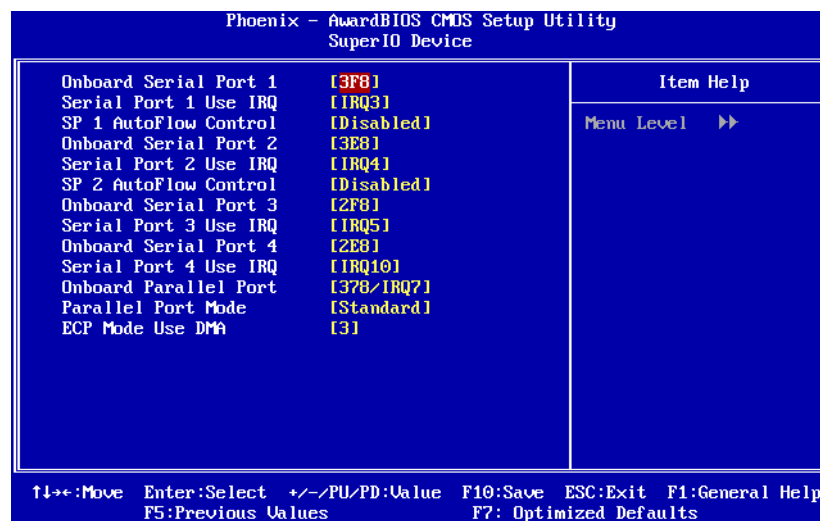 Phoenix - AwardBIOS CMOS Setup Utility
SuperIO Device
Onboard Serial Port 1 [3F8]
Serial Port 1 Use IRQ [IRQ3]
SP 1 AutoFlow Control [Disabled]
Onboard Serial Port 2 [3E8]
Serial Port 2 Use IRQ [IRQ4]
SP 2 AutoFlow Control [Disabled]
Onboard Serial Port 3 [2F8]
Serial Port 3 Use IRQ [IRQ5]
Onboard Serial Port 4 [2E8]
Serial Port 4 Use IRQ [IRQ10]
Onboard Parallel Port [378/IRQ7]
Parallel Port Mode [Standard]
ECP Mode Use DMA [3]
Item Help
Menu Level ►►
↑↓→←:Move Enter:Select +/-/PU/PD:Value F10:Save ESC:Exit F1:General Help
F5:Previous Values F7: Optimized Defaults